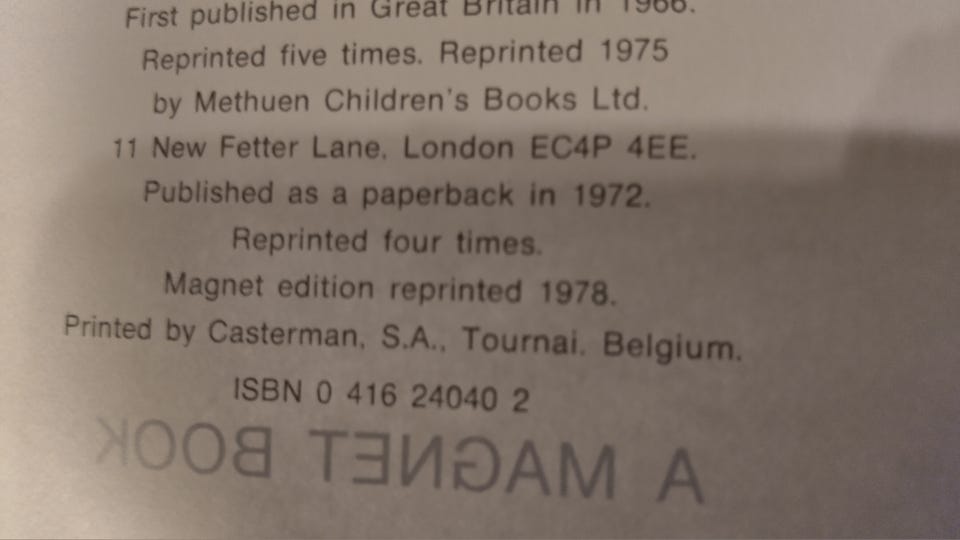 First published in Great Britain in 1966.
Reprinted five times. Reprinted 1975
by Methuen Children's Books Ltd.
11 New Fetter Lane, London EC4P 4EE.
Published as a paperback in 1972.
Reprinted four times.
Magnet edition reprinted 1978.
Printed by Casterman, S.A., Tournai. Belgium.
ISBN 0 416 24040 2
A MAGNET BOOK